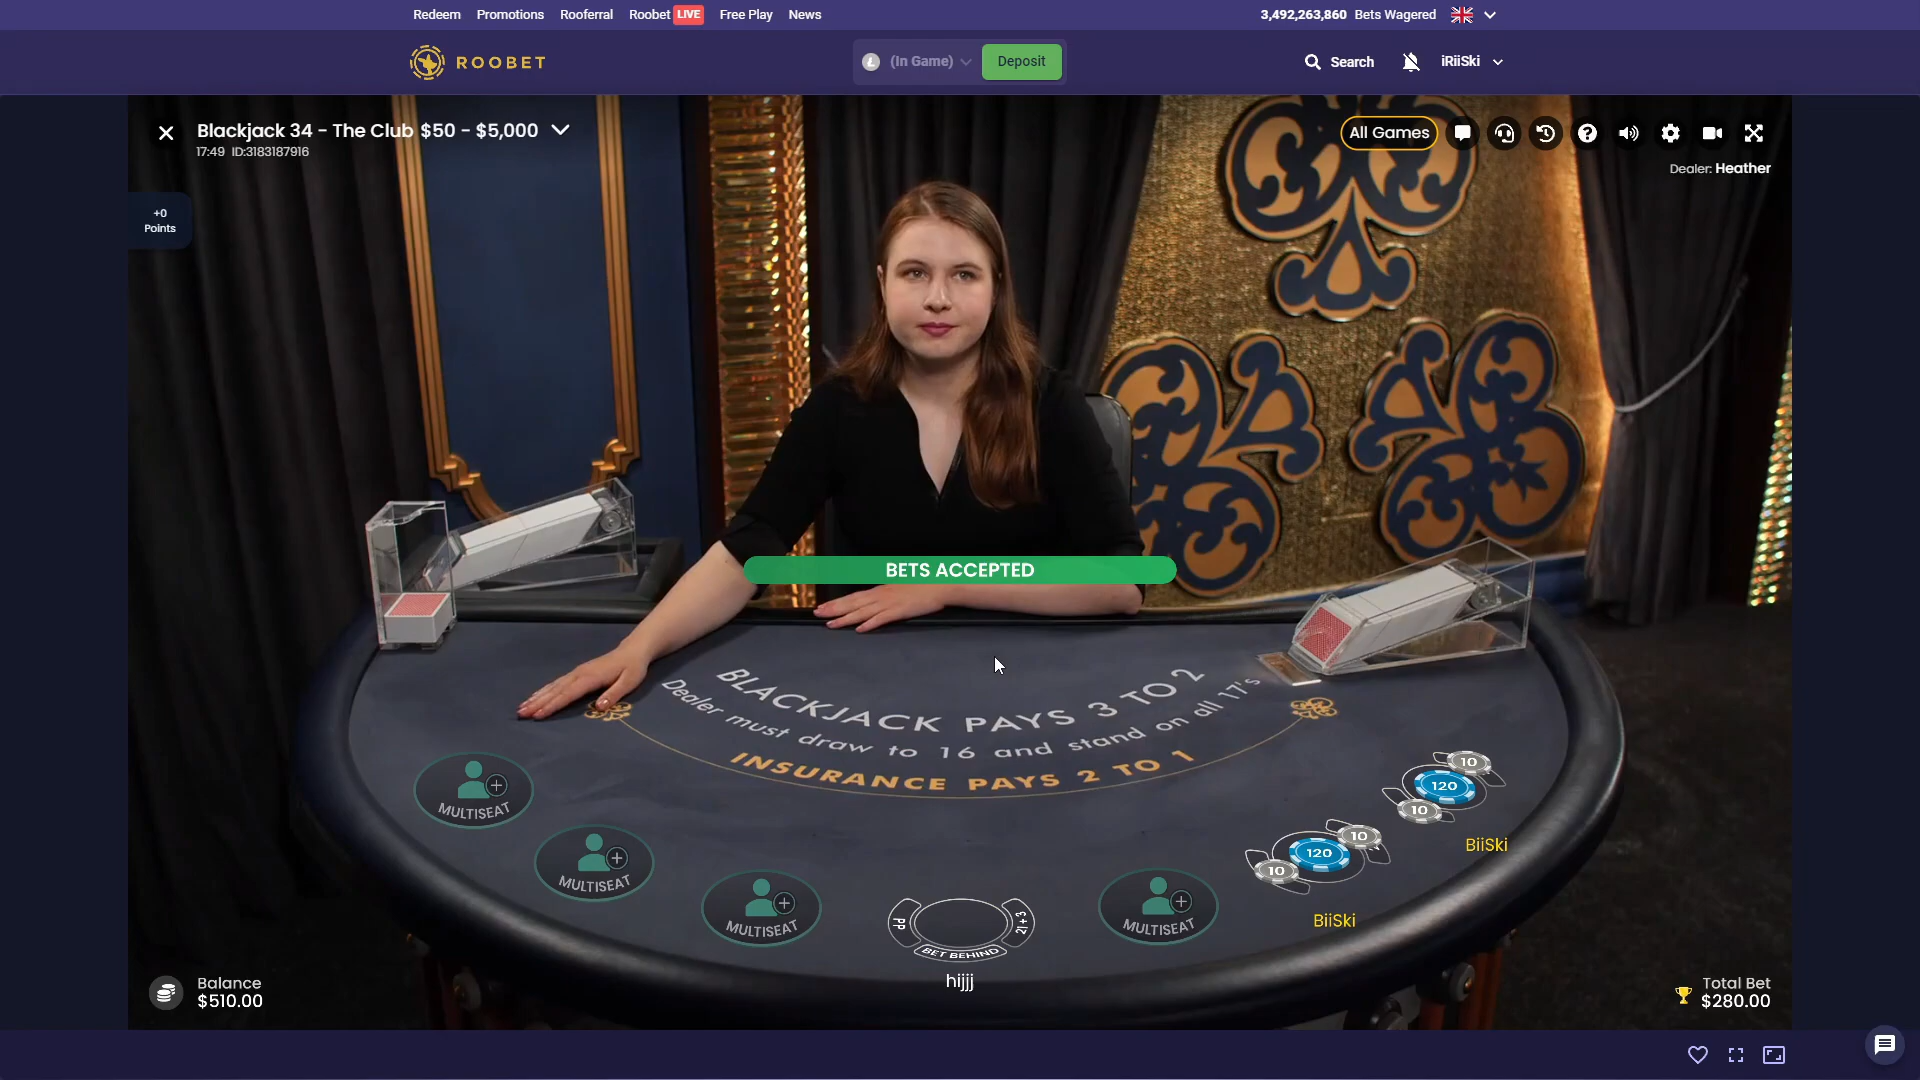 Redeem Promotions Rooferral Roobet LIVE Free Play News
3,492,263,860 Bets Wagered
ROOBET
(In Game) Deposit
Search iRiiSki
Blackjack 34 - The Club $50 - $5,000
17:49 ID:3183187916
All Games
Dealer: Heather
+0
Points
BETS ACCEPTED
BLACKJACK PAYS 3 TO 2
Dealer must draw to 16 and stand on all 17's
INSURANCE PAYS 2 TO 1
MULTISEAT
MULTISEAT
MULTISEAT
PP
21+3
BET BEHIND
hijjj
MULTISEAT
10
120
10
BiiSki
10
120
10
BiiSki
Balance
$510.00
Total Bet
$280.00